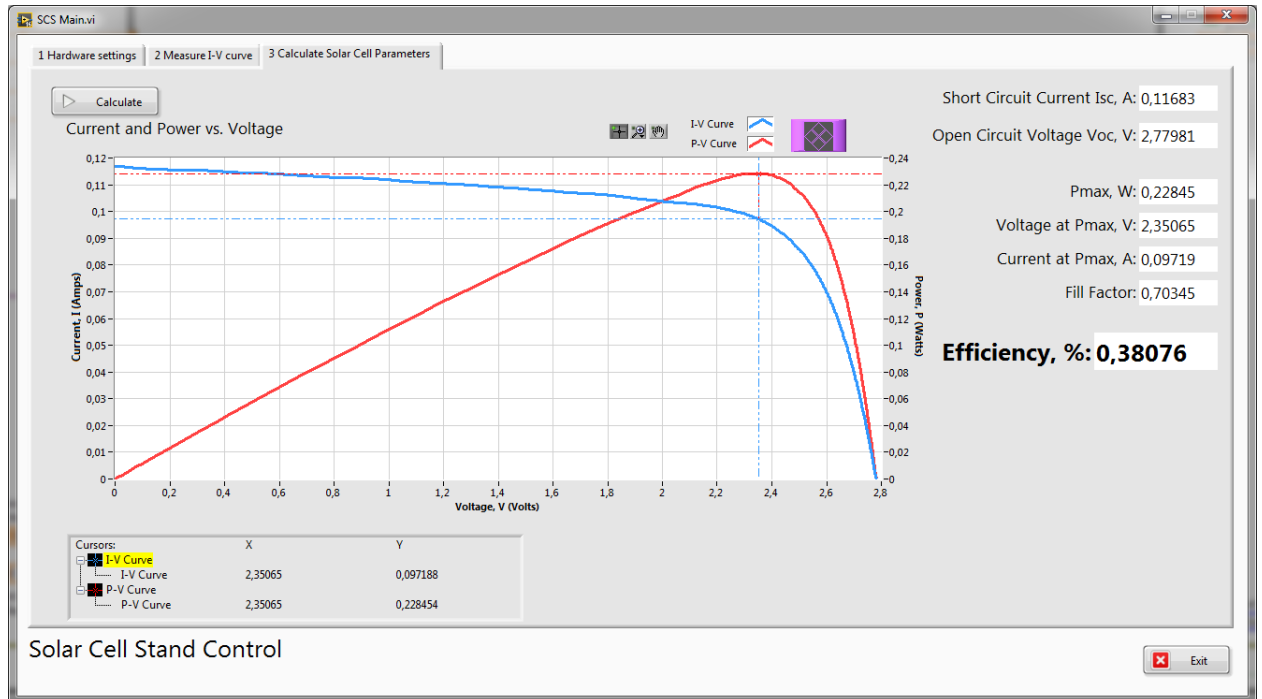 SCS Main.vi
1 Hardware settings
2 Measure I-V curve
3 Calculate Solar Cell Parameters
Calculate
Current and Power vs. Voltage
I-V Curve
P-V Curve
0,12
0,11
0,1
0,09
0,08
0,07
0,06
0,05
0,04
0,03
0,02
0,01
0
Current, I (Amps)
0,24
0,22
0,2
0,18
0,16
0,14
0,12
0,1
0,08
0,06
0,04
0,02
0
Power, P (Watts)
0 0,2 0,4 0,6 0,8 1 1,2 1,4 1,6 1,8 2 2,2 2,4 2,6 2,8
Voltage, V (Volts)
Short Circuit Current Isc, A: 0,11683
Open Circuit Voltage Voc, V: 2,77981
Pmax, W: 0,22845
Voltage at Pmax, V: 2,35065
Current at Pmax, A: 0,09719
Fill Factor: 0,70345
Efficiency, %: 0,38076
Cursors: X Y
I-V Curve
I-V Curve 2,35065 0,097188
P-V Curve
P-V Curve 2,35065 0,228454
Solar Cell Stand Control
Exit